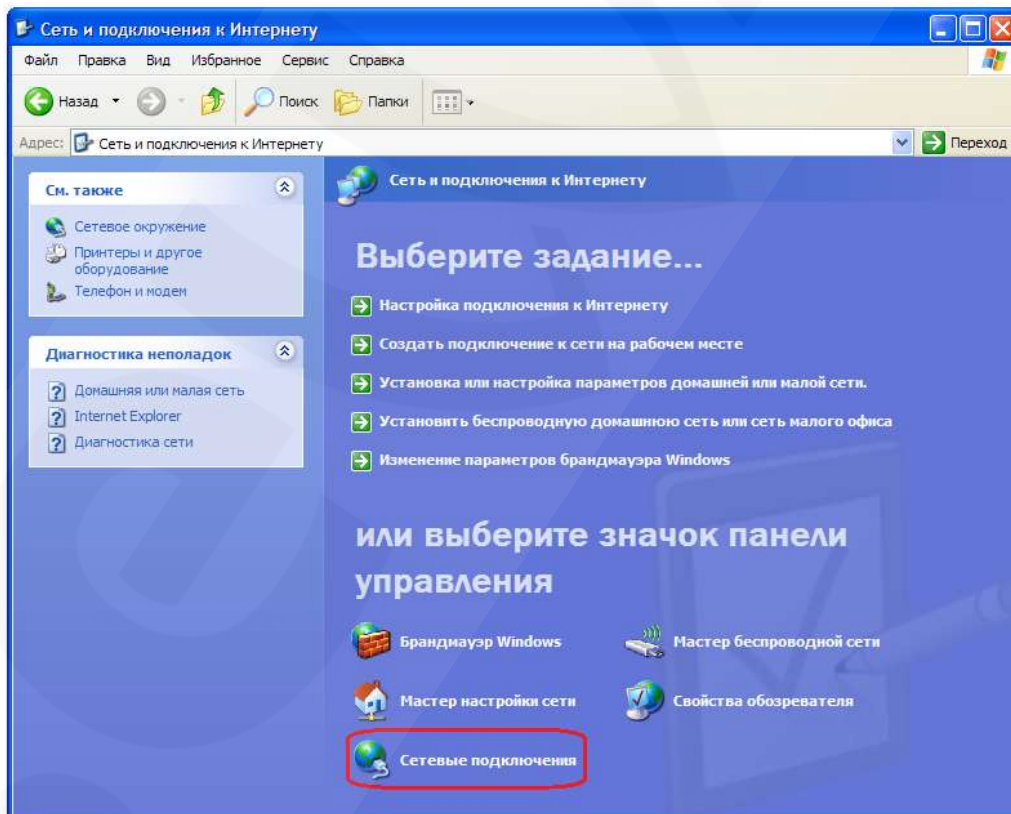 Сеть и подключения к Интернету
Файл Правка Вид Избранное Сервис Справка
Назад Поиск Папки
Адрес: Сеть и подключения к Интернету Переход
См. также
Сетевое окружение
Принтеры и другое
оборудование
Телефон и модем
Диагностика неполадок
Домашняя или малая сеть
Internet Explorer
Диагностика сети
Сеть и подключения к Интернету
Выберите задание...
Настройка подключения к Интернету
Создать подключение к сети на рабочем месте
Установка или настройка параметров домашней или малой сети.
Установить беспроводную домашнюю сеть или сеть малого офиса
Изменение параметров брандмауэра Windows
или выберите значок панели
управления
Брандмауэр Windows
Мастер беспроводной сети
Мастер настройки сети
Свойства обозревателя
Сетевые подключения